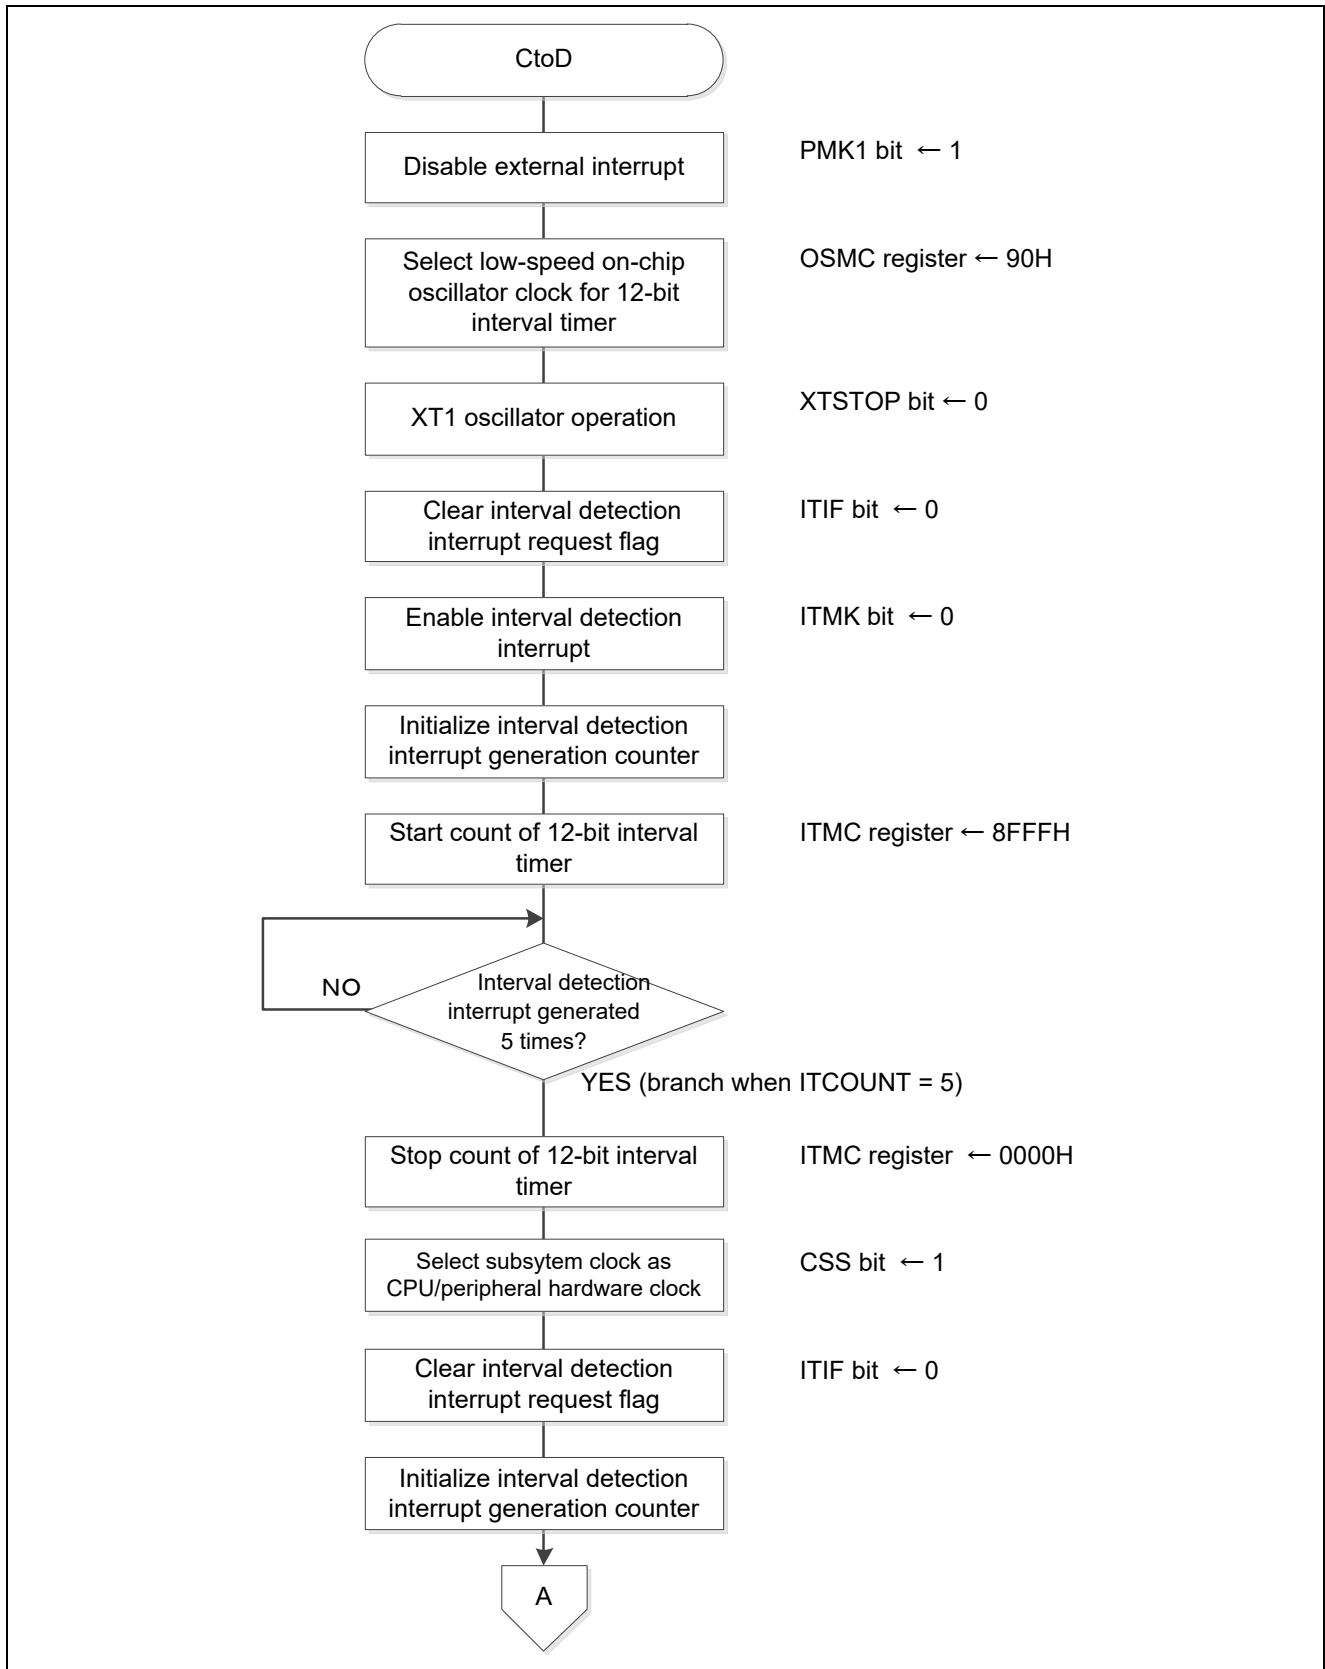 CtoD
Disable external interrupt
PMK1 bit ← 1
Select low-speed on-chip
oscillator clock for 12-bit
interval timer
OSMC register ← 90H
XT1 oscillator operation
XTSTOP bit ← 0
Clear interval detection
interrupt request flag
ITIF bit ← 0
Enable interval detection
interrupt
ITMK bit ← 0
Initialize interval detection
interrupt generation counter
Start count of 12-bit interval
timer
ITMC register ← 8FFFH
NO
Interval detection
interrupt generated
5 times?
YES (branch when ITCOUNT = 5)
Stop count of 12-bit interval
timer
ITMC register ← 0000H
Select subsytem clock as
CPU/peripheral hardware clock
CSS bit ← 1
Clear interval detection
interrupt request flag
ITIF bit ← 0
Initialize interval detection
interrupt generation counter
A